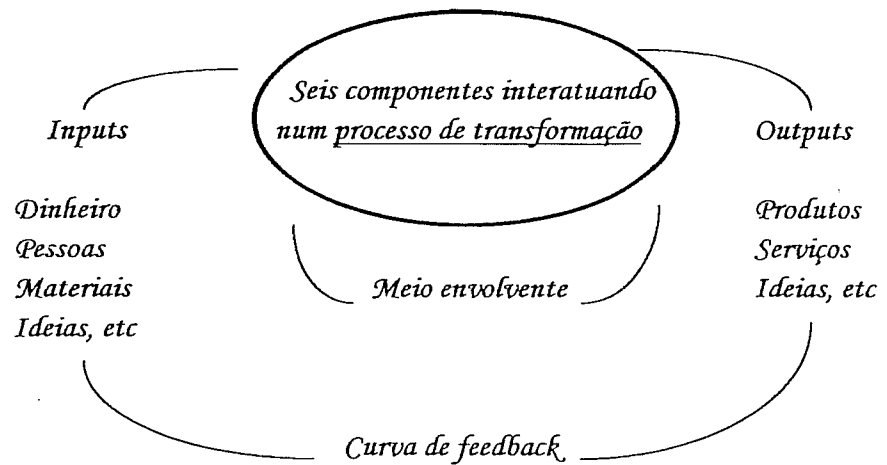 Seis componentes interatuando
num processo de transformação
Inputs
Outputs
Dinheiro
Pessoas
Materiais
Ideias, etc
Produtos
Serviços
Ideias, etc
Meio envolvente
Curva de feedback